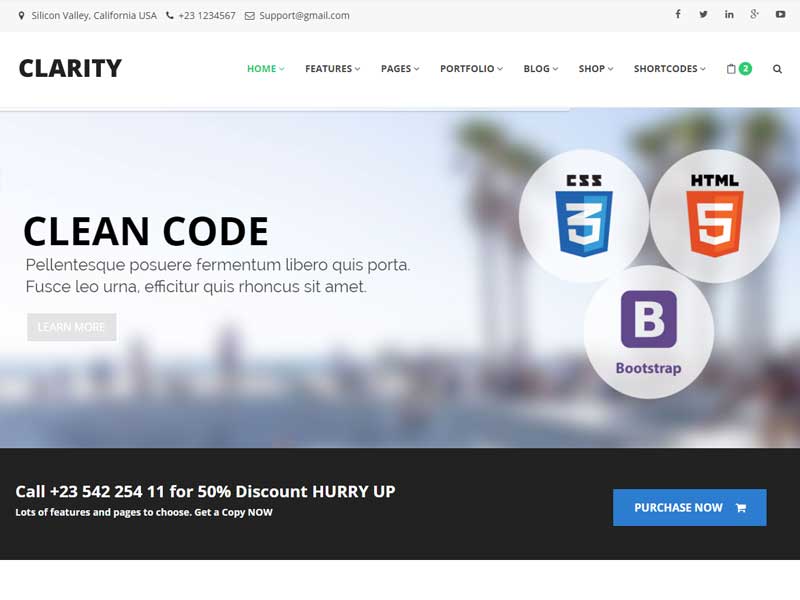 Silicon Valley, California USA +23 1234567 Support@gmail.com
CLARITY
HOME FEATURES PAGES PORTFOLIO BLOG SHOP SHORTCODES 2
CSS
3
HTML
5
CLEAN CODE
Pellentesque posuere fermentum libero quis porta.
Fusce leo urna, efficitur quis rhoncus sit amet.
LEARN MORE
B
Bootstrap
Call +23 542 254 11 for 50% Discount HURRY UP
Lots of features and pages to choose. Get a Copy NOW
PURCHASE NOW